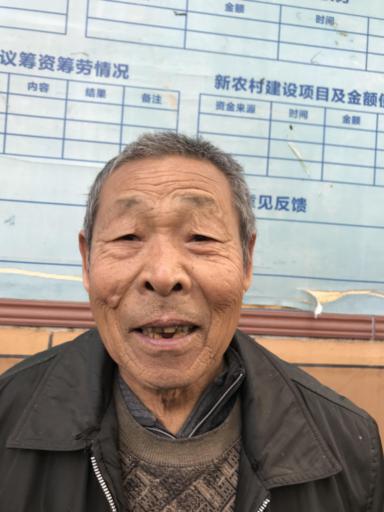 金额 时间
议筹资筹劳情况
内容 结果 备注
新农村建设项目及金额
资金来源 时间 金额
意见反馈